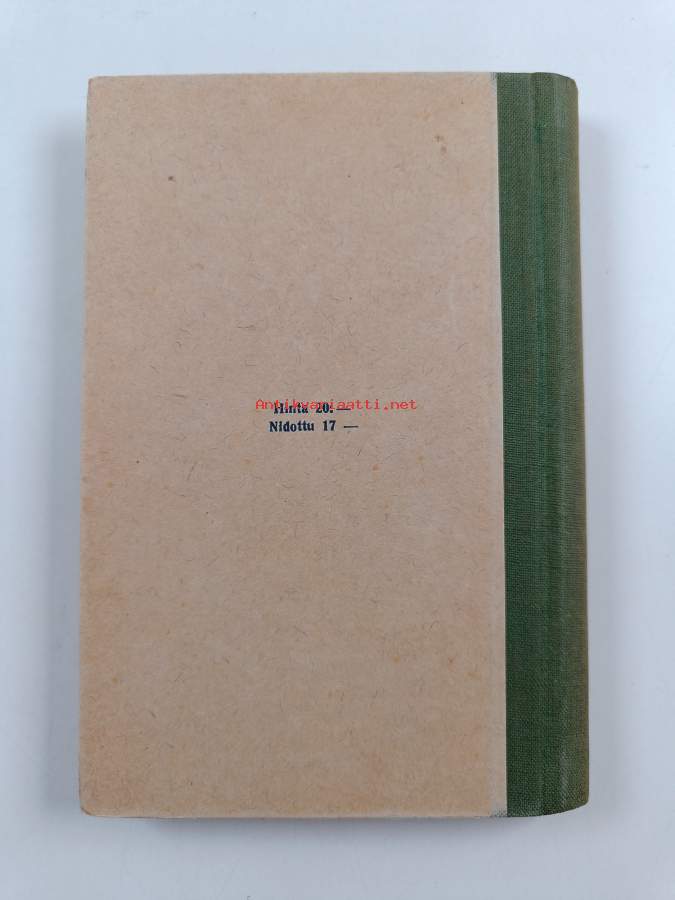 Antikvariaatti.net
Hinta 20:—
Nidottu 17 —